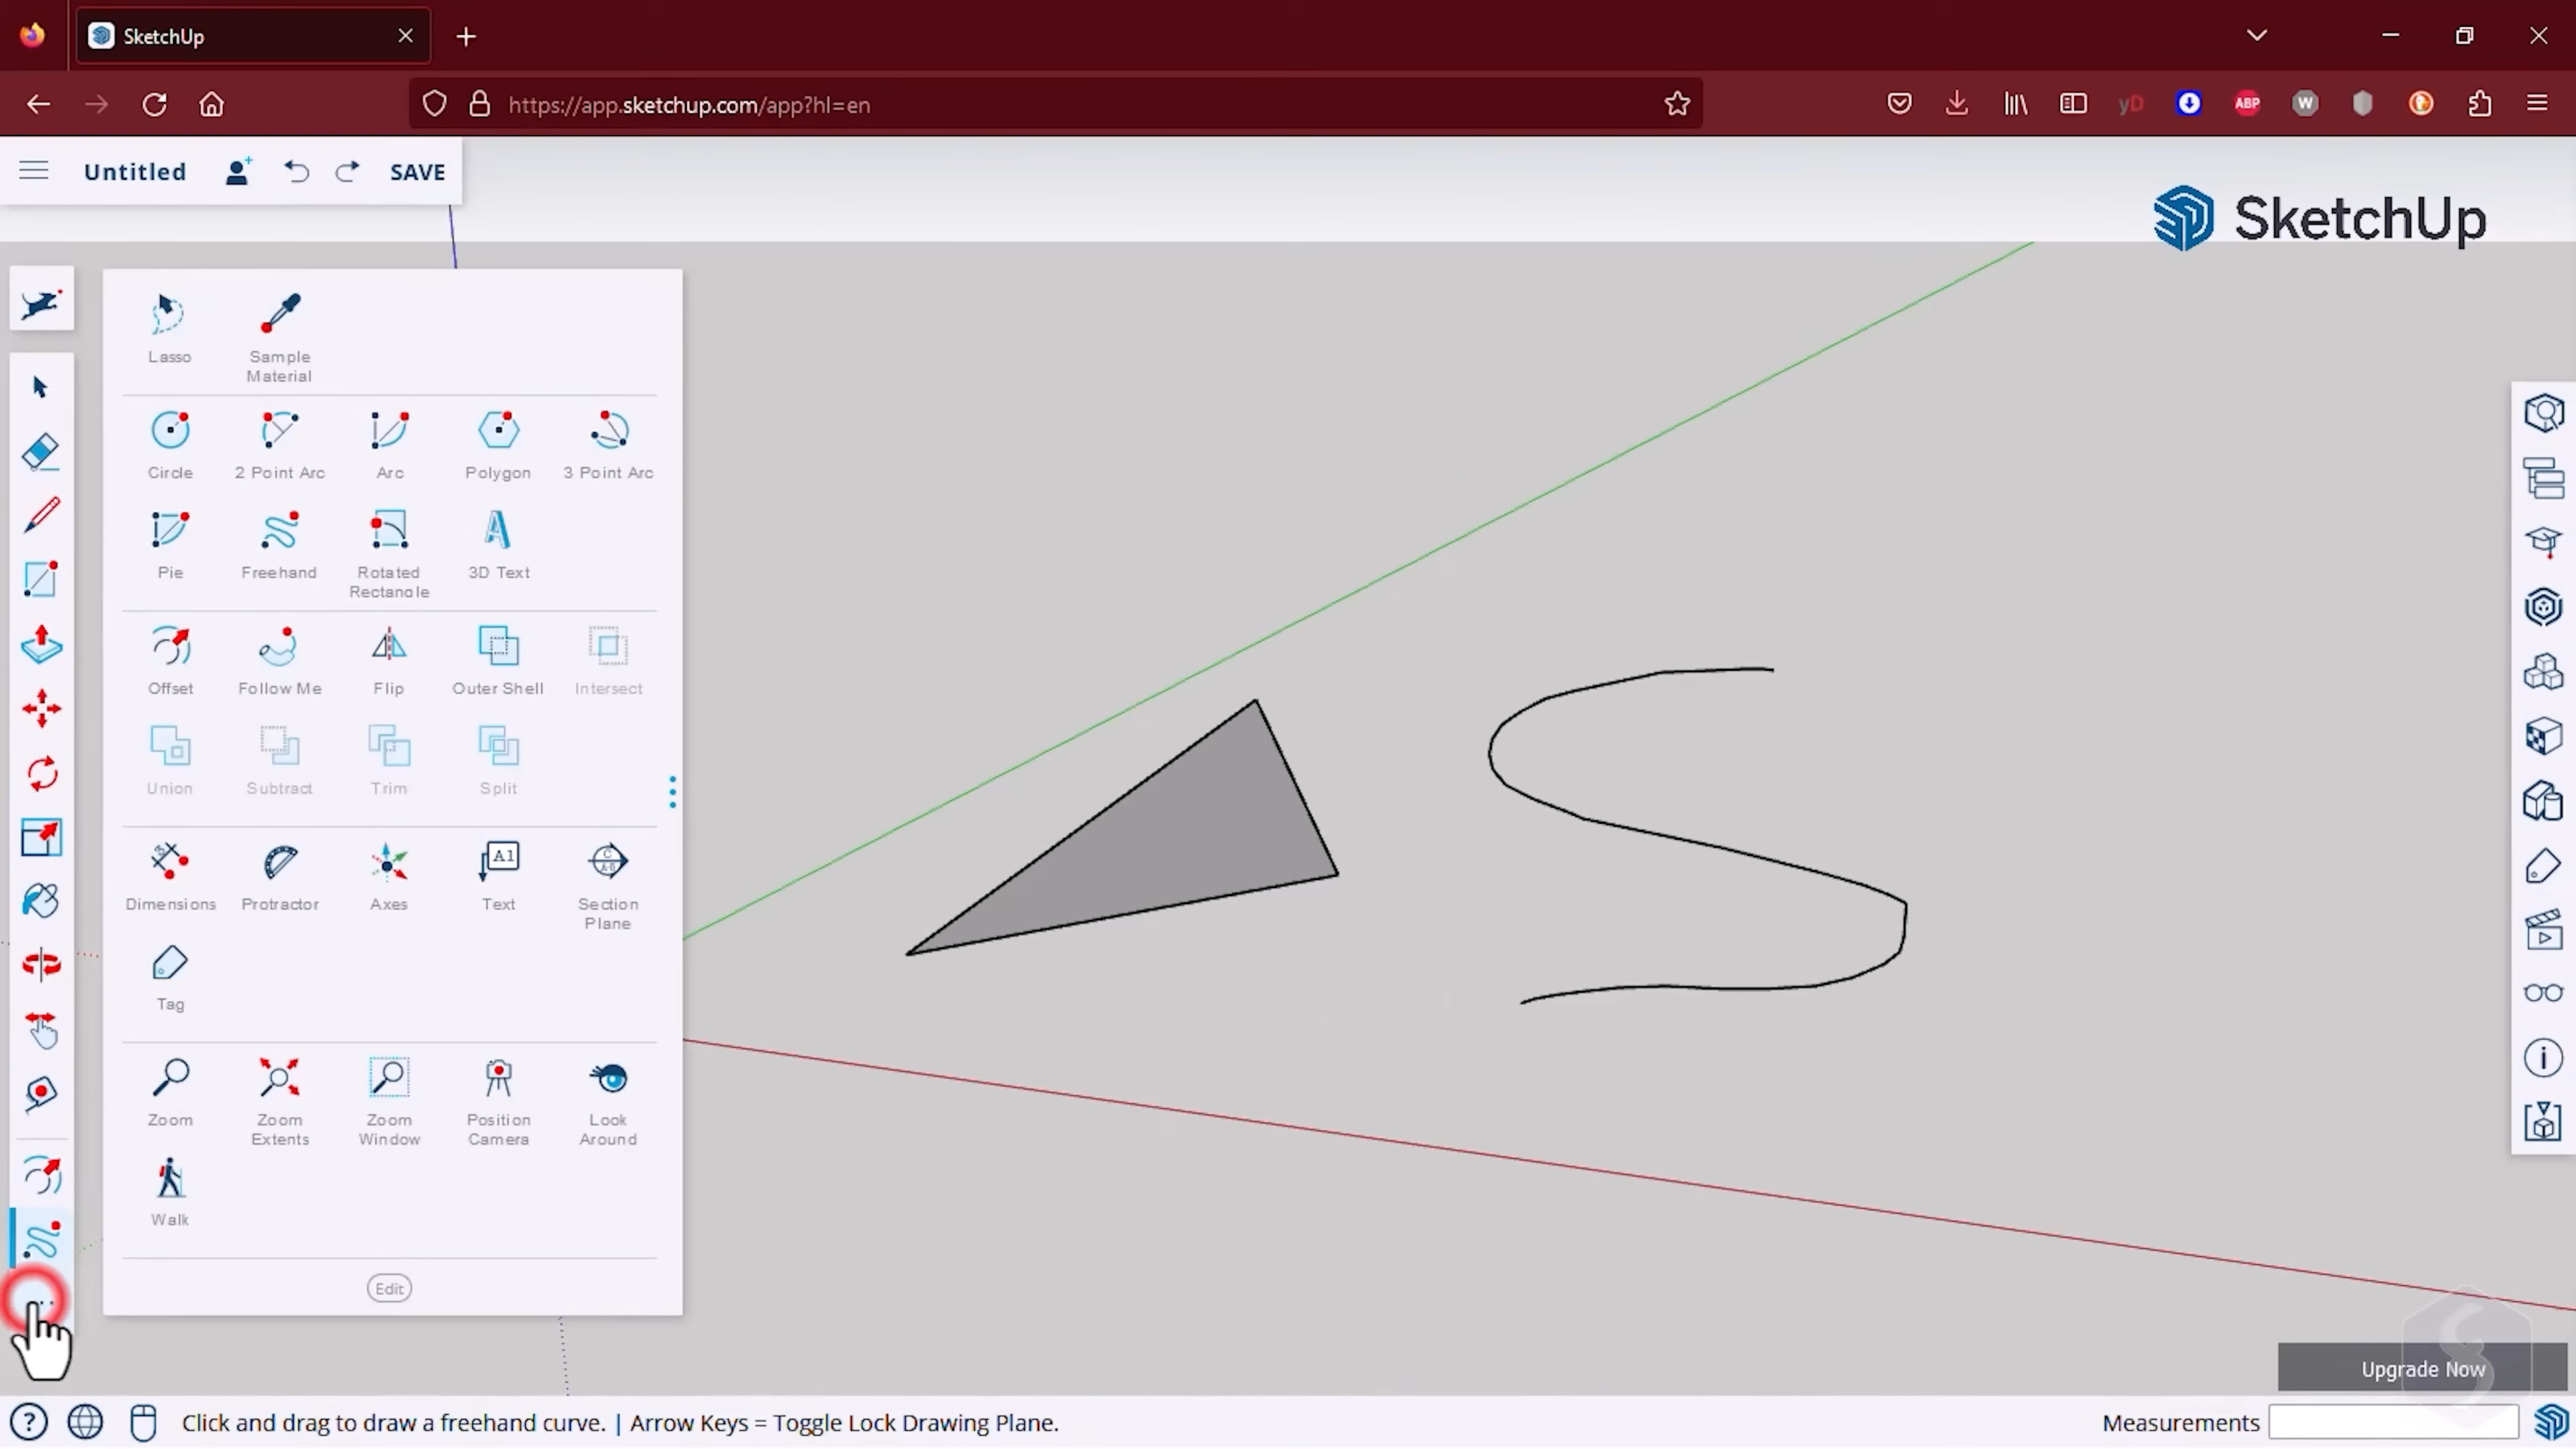 SketchUp
https://app.sketchup.com/app?hl=en
yD
ABP
W
Untitled
SAVE
SketchUp
Lasso
Sample
Material
Circle
2 Point Arc
Arc
Polygon
3 Point Arc
Pie
Freehand
Rotated
Rectangle
3D Text
Offset
Follow Me
Flip
Outer Shell
Intersect
Union
Subtract
Trim
Split
Dimensions
Protractor
Axes
A1
Text
Section
Plane
Tag
Zoom
Zoom
Extents
Zoom
Window
Position
Camera
Look
Around
Walk
Edit
Upgrade Now
Click and drag to draw a freehand curve. | Arrow Keys = Toggle Lock Drawing Plane.
Measurements